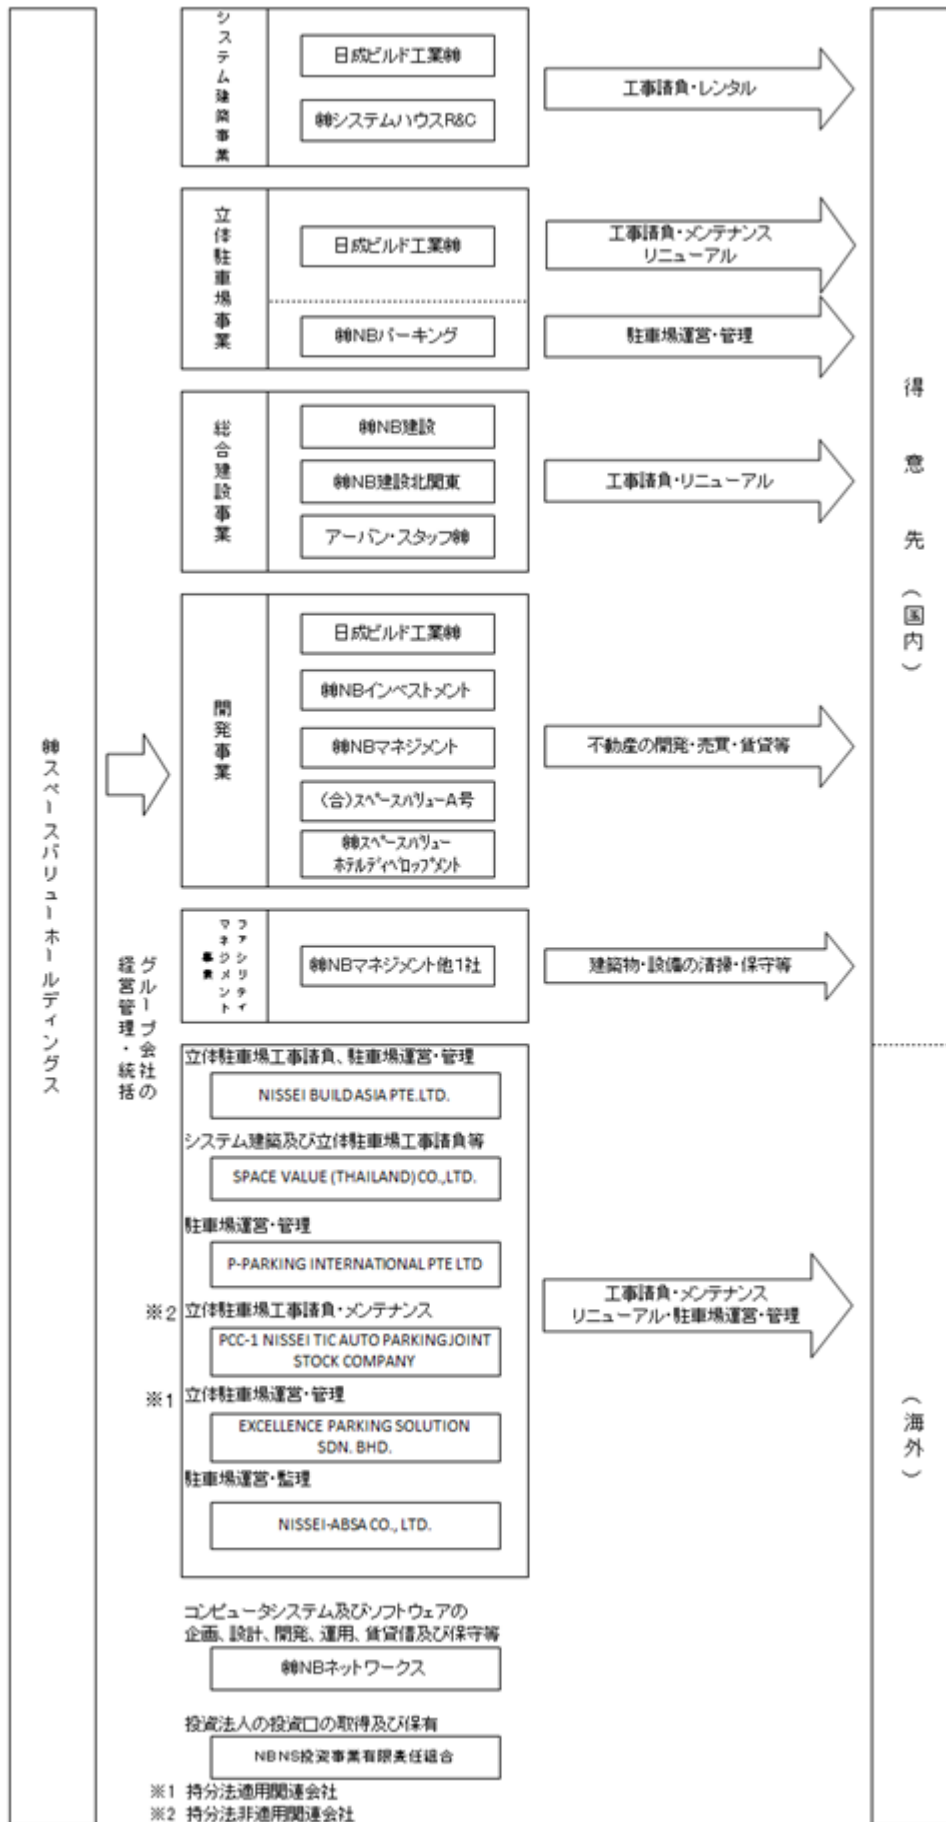 ㈱スペースバリューホールディングス
グループ会社の
経営管理・統括
システム建築事業
日成ビルド工業㈱
㈱システムハウスR&C
工事請負・レンタル
立体駐車場事業
日成ビルド工業㈱
工事請負・メンテナンス
リニューアル
㈱NBパーキング
駐車場運営・管理
総合建設事業
㈱NB建設
㈱NB建設北関東
アーバン・スタッフ㈱
工事請負・リニューアル
開発事業
日成ビルド工業㈱
㈱NBインベストメント
㈱NBマネジメント
(合)スペースバリューA号
㈱スペースバリュー
ホテルディベロップメント
不動産の開発・売買・賃貸等
ファシリティ
マネジメント
事業
㈱NBマネジメント他1社
建築物・設備の清掃・保守等
立体駐車場工事請負、駐車場運営・管理
NISSEI BUILD ASIA PTE.LTD.
システム建築及び立体駐車場工事請負等
SPACE VALUE (THAILAND) CO.,LTD.
駐車場運営・管理
P-PARKING INTERNATIONAL PTE LTD
※2 立体駐車場工事請負・メンテナンス
PCC-1 NISSEI TIC AUTO PARKING JOINT
STOCK COMPANY
※1 立体駐車場運営・管理
EXCELLENCE PARKING SOLUTION
SDN. BHD.
駐車場運営・監理
NISSEI-ABSA CO., LTD.
工事請負・メンテナンス
リニューアル・駐車場運営・管理
得意先(国内)
(海外)
コンピュータシステム及びソフトウェアの
企画、設計、開発、運用、賃貸借及び保守等
㈱NBネットワークス
投資法人の投資口の取得及び保有
NBNS投資事業有限責任組合
※1 持分法適用関連会社
※2 持分法非適用関連会社